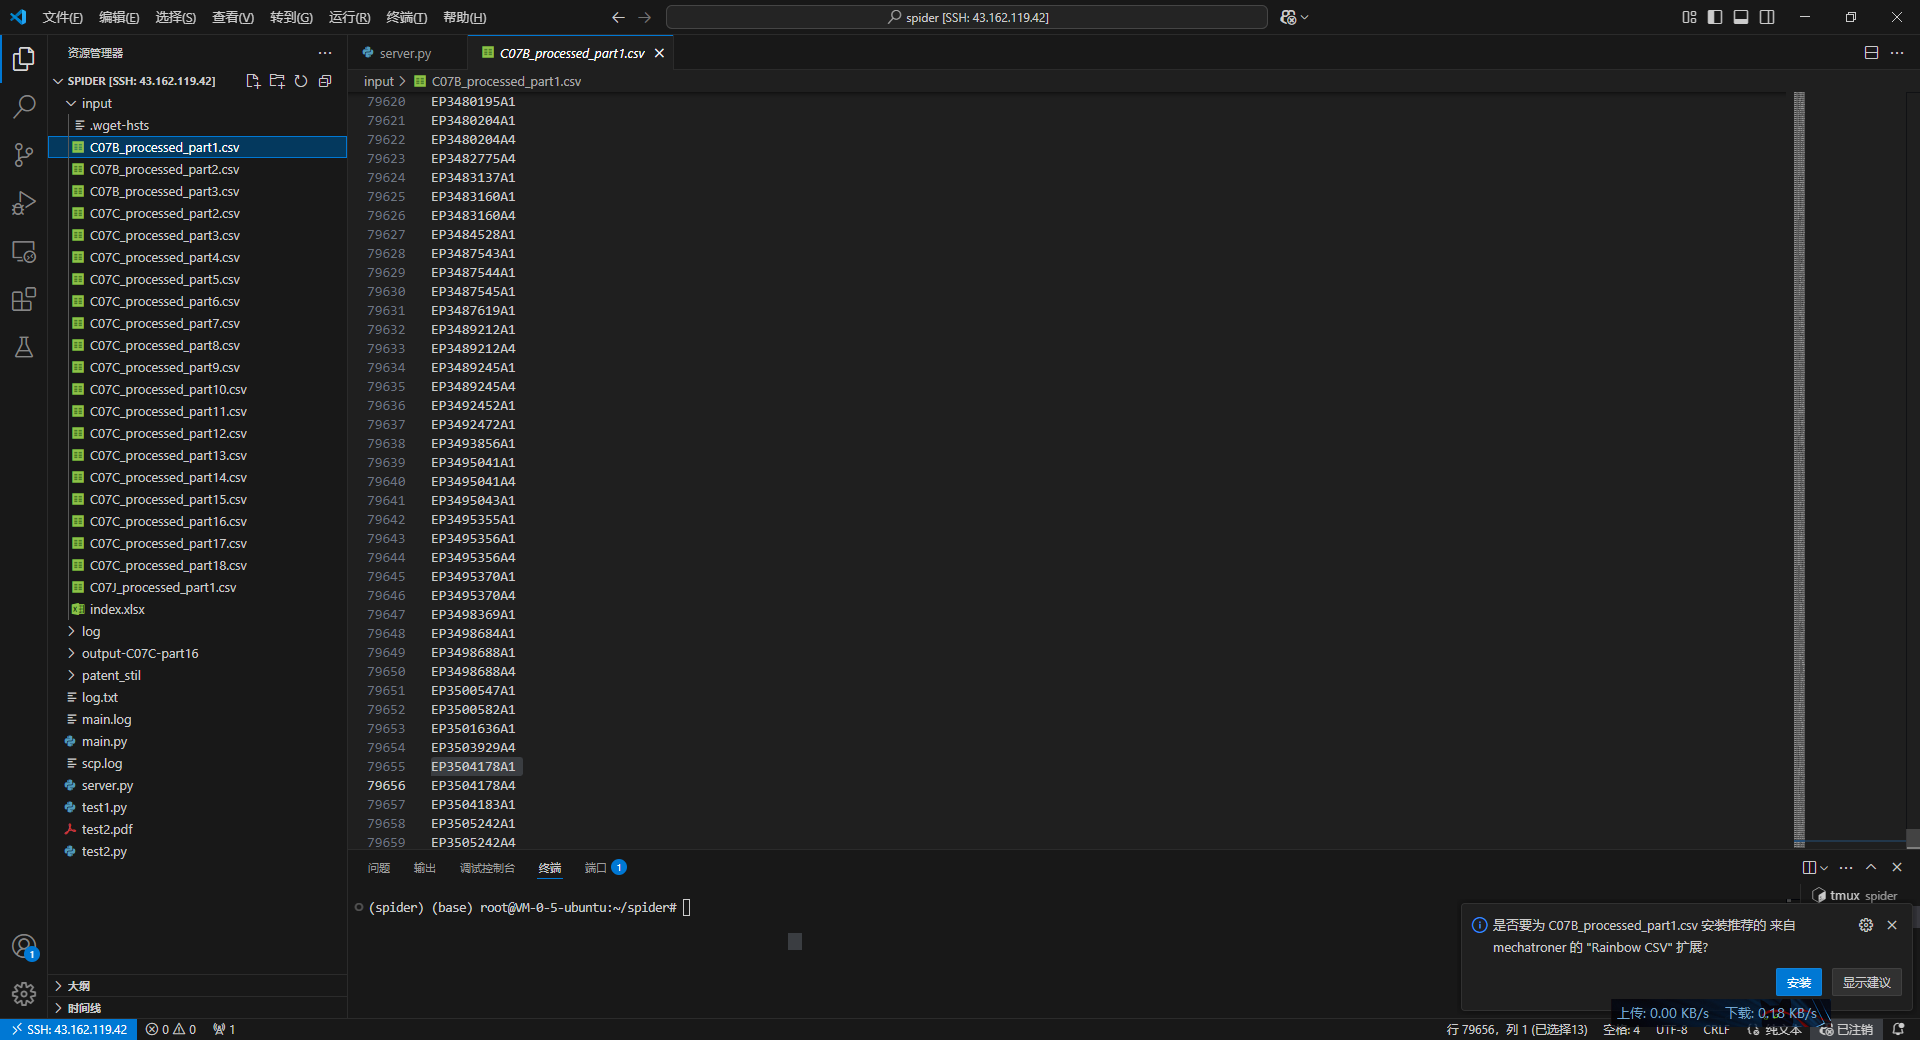 文件(F) 编辑(E) 选择(S) 查看(V) 转到(G) 运行(R) 终端(T) 帮助(H)
spider [SSH: 43.162.119.42]
资源管理器
SPIDER [SSH: 43.162.119.42]
input
.wget-hsts
C07B_processed_part1.csv
C07B_processed_part2.csv
C07B_processed_part3.csv
C07C_processed_part2.csv
C07C_processed_part3.csv
C07C_processed_part4.csv
C07C_processed_part5.csv
C07C_processed_part6.csv
C07C_processed_part7.csv
C07C_processed_part8.csv
C07C_processed_part9.csv
C07C_processed_part10.csv
C07C_processed_part11.csv
C07C_processed_part12.csv
C07C_processed_part13.csv
C07C_processed_part14.csv
C07C_processed_part15.csv
C07C_processed_part16.csv
C07C_processed_part17.csv
C07C_processed_part18.csv
C07J_processed_part1.csv
index.xlsx
log
output-C07C-part16
patent_stil
log.txt
main.log
main.py
scp.log
server.py
test1.py
test2.pdf
test2.py
大纲
时间线
server.py C07B_processed_part1.csv
input > C07B_processed_part1.csv
79620 EP3480195A1
79621 EP3480204A1
79622 EP3480204A4
79623 EP3482775A4
79624 EP3483137A1
79625 EP3483160A1
79626 EP3483160A4
79627 EP3484528A1
79628 EP3487543A1
79629 EP3487544A1
79630 EP3487545A1
79631 EP3487619A1
79632 EP3489212A1
79633 EP3489212A4
79634 EP3489245A1
79635 EP3489245A4
79636 EP3492452A1
79637 EP3492472A1
79638 EP3493856A1
79639 EP3495041A1
79640 EP3495041A4
79641 EP3495043A1
79642 EP3495355A1
79643 EP3495356A1
79644 EP3495356A4
79645 EP3495370A1
79646 EP3495370A4
79647 EP3498369A1
79648 EP3498684A1
79649 EP3498688A1
79650 EP3498688A4
79651 EP3500547A1
79652 EP3500582A1
79653 EP3501636A1
79654 EP3503929A4
79655 EP3504178A1
79656 EP3504178A4
79657 EP3504183A1
79658 EP3505242A1
79659 EP3505242A4
问题 输出 调试控制台 终端 端口 1
(spider) (base) root@VM-0-5-ubuntu:~/spider#
tmux spider
是否要为 C07B_processed_part1.csv 安装推荐的 来自
mechatroner 的 "Rainbow CSV" 扩展?
安装 显示建议
上传: 0.00 KB/s 下载: 0.18 KB/s
1
SSH: 43.162.119.42 0 0 1 行 79656，列 1 (已选择13) 空格: 4 UTF-8 CRLF 纯文本 已注销